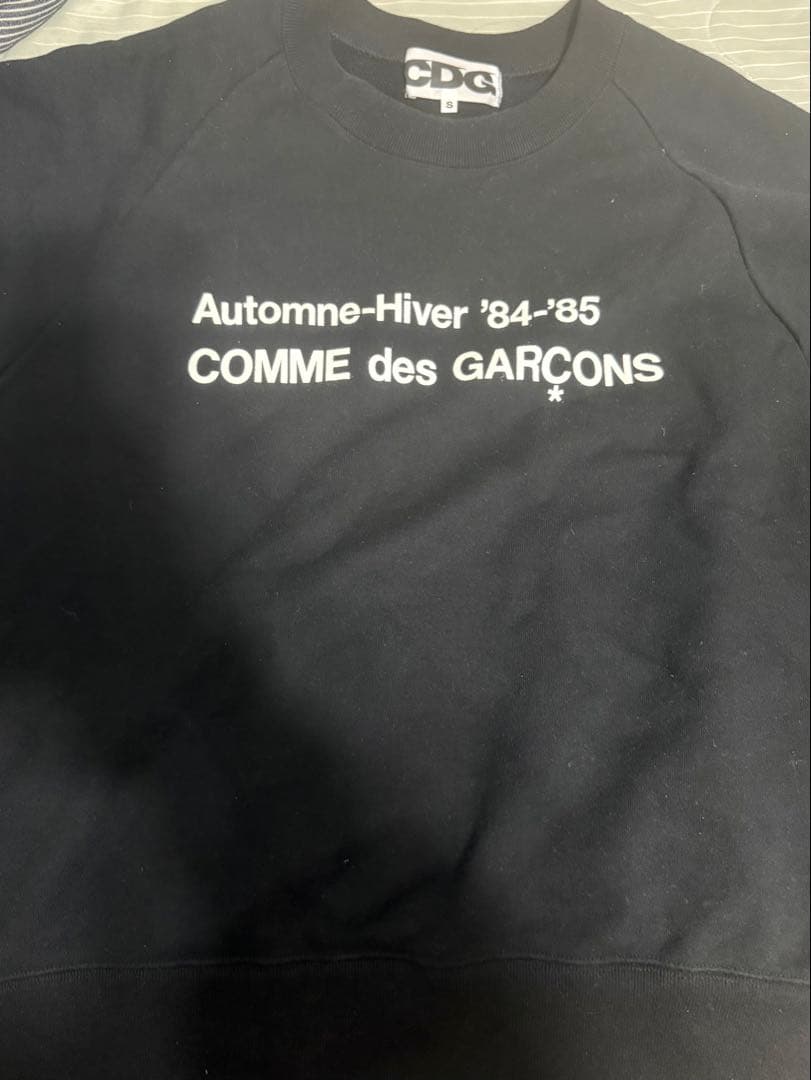 CDG
S
Automne-Hiver '84-'85
COMME des GARÇONS
*